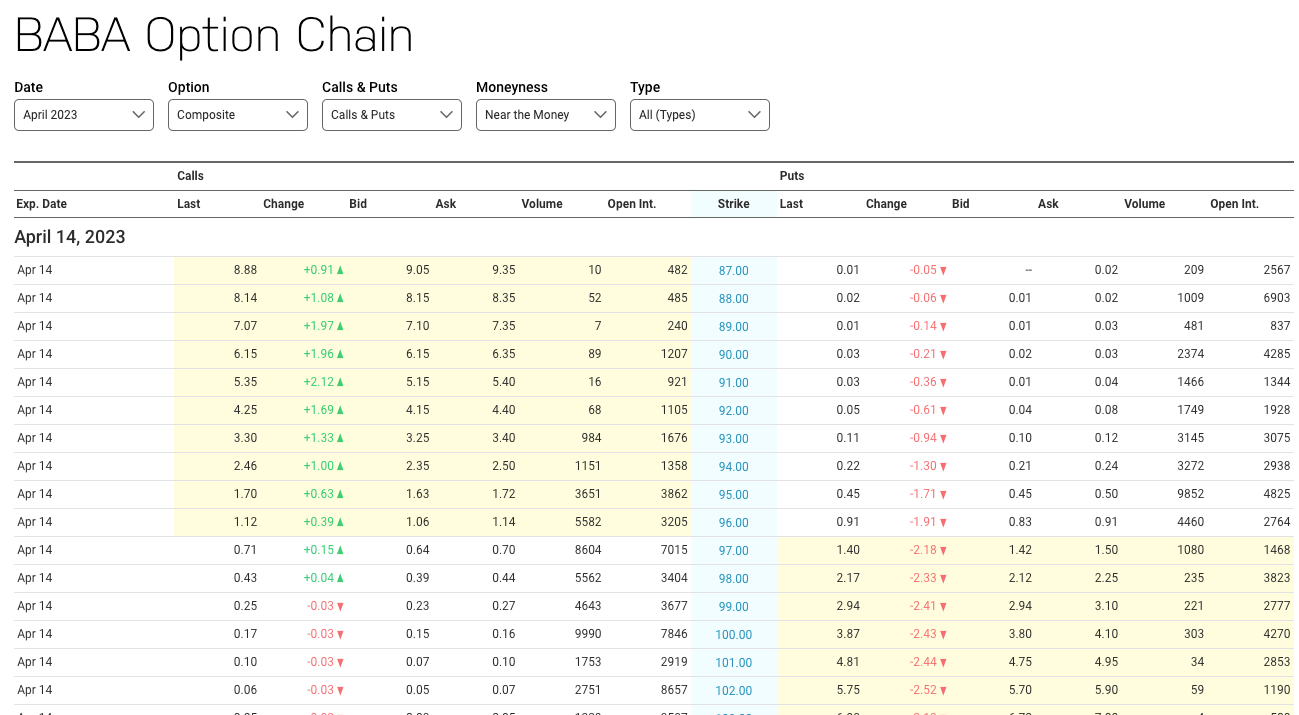 BABA Option Chain
Date Option Calls & Puts Moneyness Type
April 2023 Composite Calls & Puts Near the Money All (Types)
Calls Puts
Exp. Date Last Change Bid Ask Volume Open Int. Strike Last Change Bid Ask Volume Open Int.
April 14, 2023
Apr 14 8.88 +0.91 9.05 9.35 10 482 87.00 0.01 -0.05 -- 0.02 209 2567
Apr 14 8.14 +1.08 8.15 8.35 52 485 88.00 0.02 -0.06 0.01 0.02 1009 6903
Apr 14 7.07 +1.97 7.10 7.35 7 240 89.00 0.01 -0.14 0.01 0.03 481 837
Apr 14 6.15 +1.96 6.15 6.35 89 1207 90.00 0.03 -0.21 0.02 0.03 2374 4285
Apr 14 5.35 +2.12 5.15 5.40 16 921 91.00 0.03 -0.36 0.01 0.04 1466 1344
Apr 14 4.25 +1.69 4.15 4.40 68 1105 92.00 0.05 -0.61 0.04 0.08 1749 1928
Apr 14 3.30 +1.33 3.25 3.40 984 1676 93.00 0.11 -0.94 0.10 0.12 3145 3075
Apr 14 2.46 +1.00 2.35 2.50 1151 1358 94.00 0.22 -1.30 0.21 0.24 3272 2938
Apr 14 1.70 +0.63 1.63 1.72 3651 3862 95.00 0.45 -1.71 0.45 0.50 9852 4825
Apr 14 1.12 +0.39 1.06 1.14 5582 3205 96.00 0.91 -1.91 0.83 0.91 4460 2764
Apr 14 0.71 +0.15 0.64 0.70 8604 7015 97.00 1.40 -2.18 1.42 1.50 1080 1468
Apr 14 0.43 +0.04 0.39 0.44 5562 3404 98.00 2.17 -2.33 2.12 2.25 235 3823
Apr 14 0.25 -0.03 0.23 0.27 4643 3677 99.00 2.94 -2.41 2.94 3.10 221 2777
Apr 14 0.17 -0.03 0.15 0.16 9990 7846 100.00 3.87 -2.43 3.80 4.10 303 4270
Apr 14 0.10 -0.03 0.07 0.10 1753 2919 101.00 4.81 -2.44 4.75 4.95 34 2853
Apr 14 0.06 -0.03 0.05 0.07 2751 8657 102.00 5.75 -2.52 5.70 5.90 59 1190